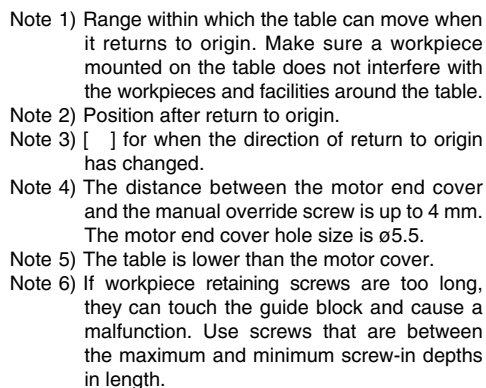 Note 1) Range within which the table can move when
it returns to origin. Make sure a workpiece
mounted on the table does not interfere with
the workpieces and facilities around the table.
Note 2) Position after return to origin.
Note 3) [   ] for when the direction of return to origin
has changed.
Note 4) The distance between the motor end cover
and the manual override screw is up to 4 mm.
The motor end cover hole size is ø5.5.
Note 5) The table is lower than the motor cover.
Note 6) If workpiece retaining screws are too long,
they can touch the guide block and cause a
malfunction. Use screws that are between
the maximum and minimum screw-in depths
in length.